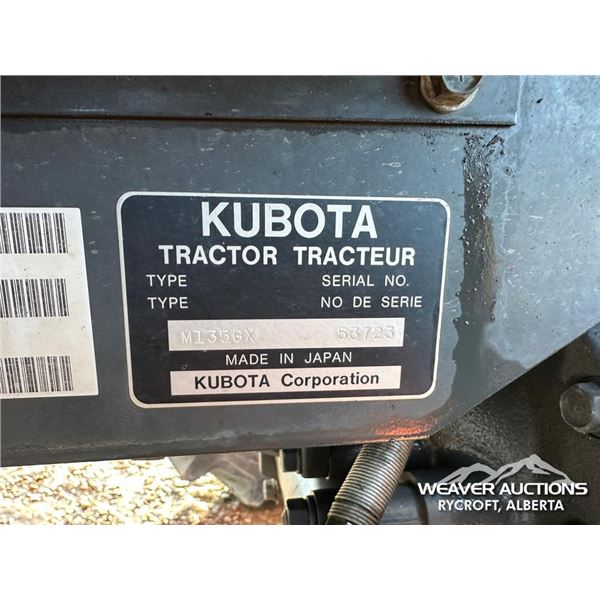 KUBOTA
TRACTOR TRACTEUR
TYPE SERIAL NO.
TYPE NO DE SERIE
M135GX 53723
MADE IN JAPAN
KUBOTA Corporation
WEAVER AUCTIONS
RYCROFT, ALBERTA